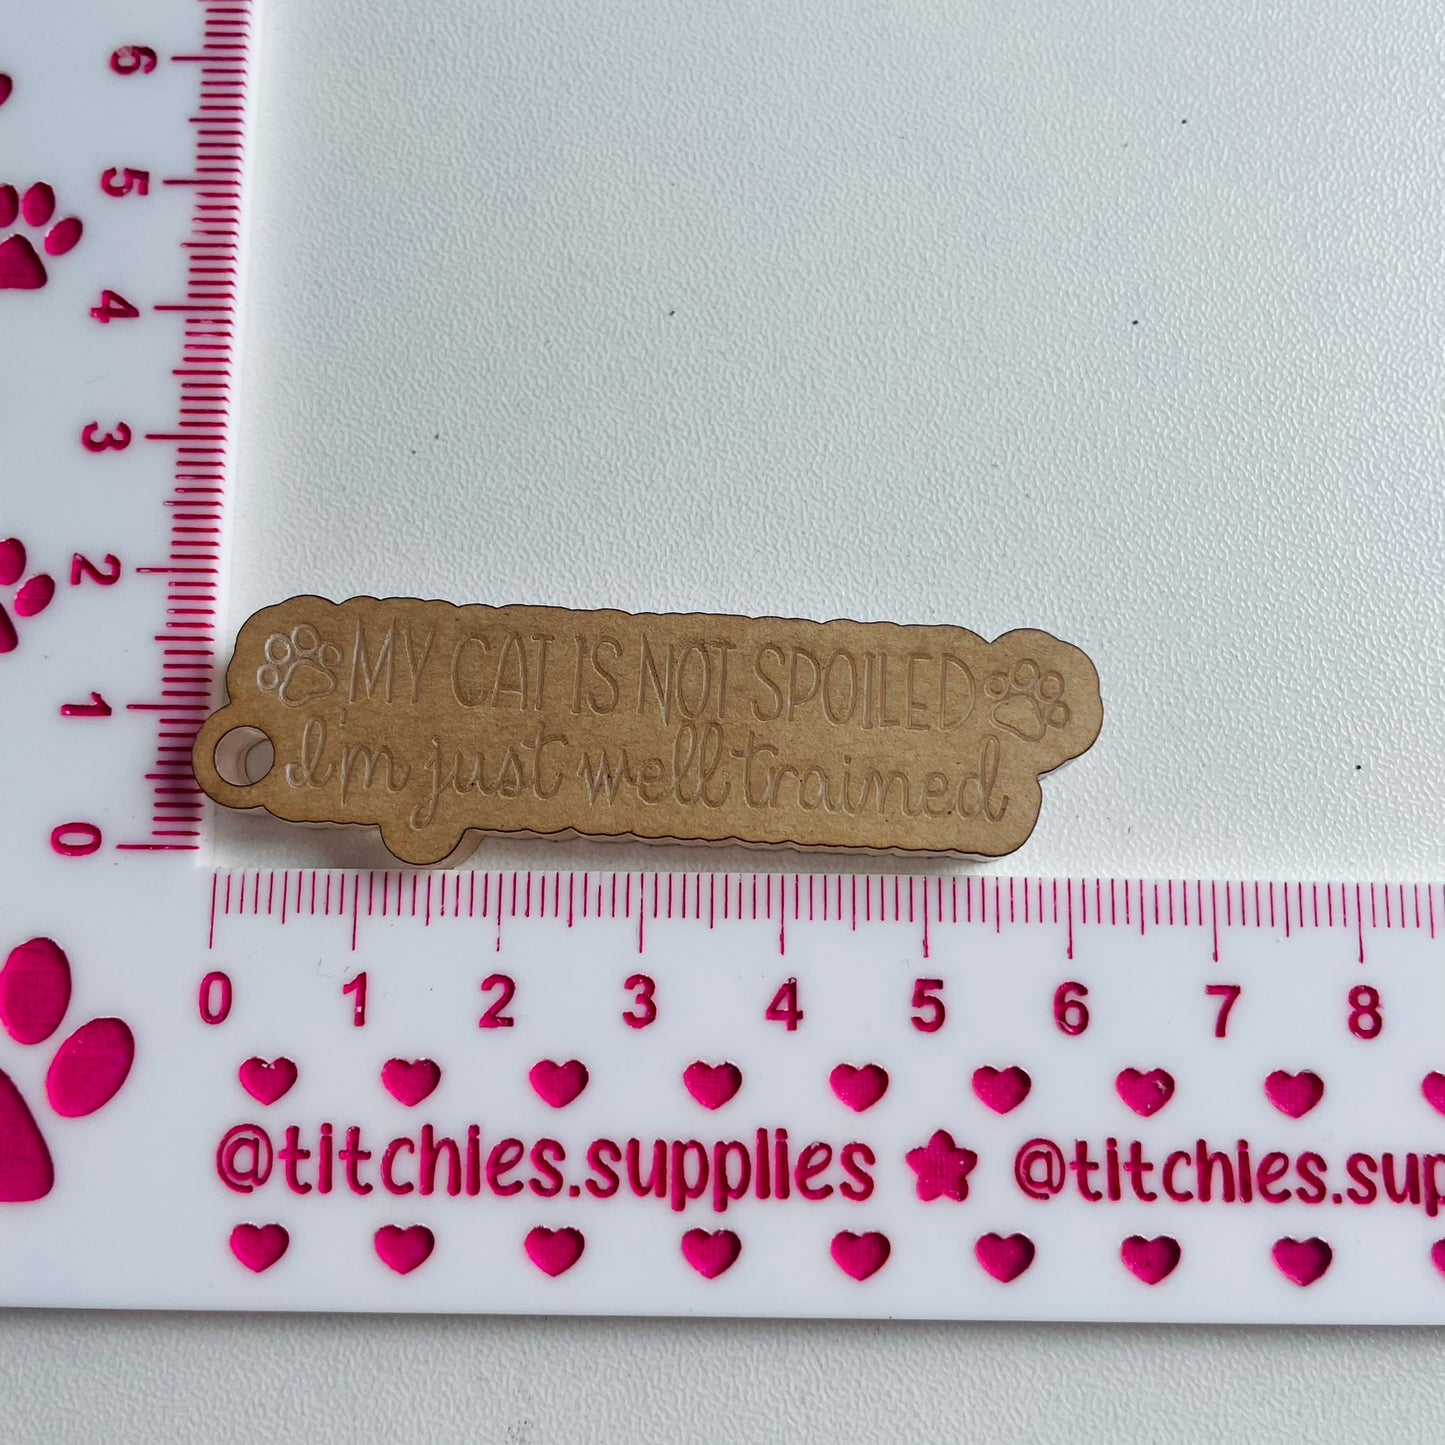 6
5
4
3
2
1
0
MY CAT IS NOT SPOILED
I'm just well trained
0 1 2 3 4 5 6 7 8
@titchies.supplies ★ @titchies.sup